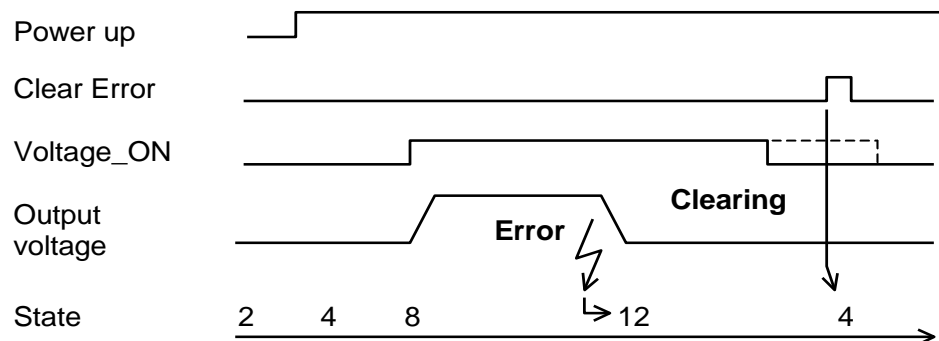 Power up
Clear Error
Voltage_ON
Clearing
Output
voltage
Error
State 2 4 8 12 4